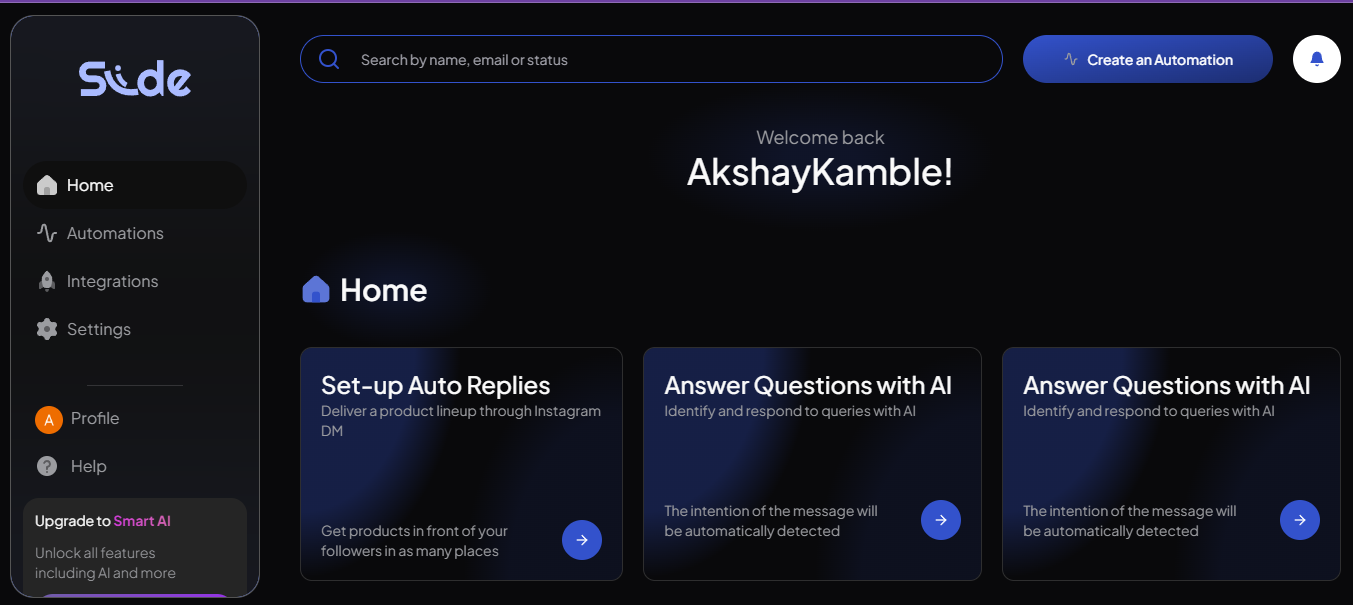 Slide
Search by name, email or status
Create an Automation
Welcome back
AkshayKamble!
Home
Automations
Integrations
Settings
A
Profile
?
Help
Upgrade to Smart AI
Unlock all features
including AI and more
Home
Set-up Auto Replies
Deliver a product lineup through Instagram
DM
Get products in front of your
followers in as many places
Answer Questions with AI
Identify and respond to queries with AI
The intention of the message will
be automatically detected
Answer Questions with AI
Identify and respond to queries with AI
The intention of the message will
be automatically detected